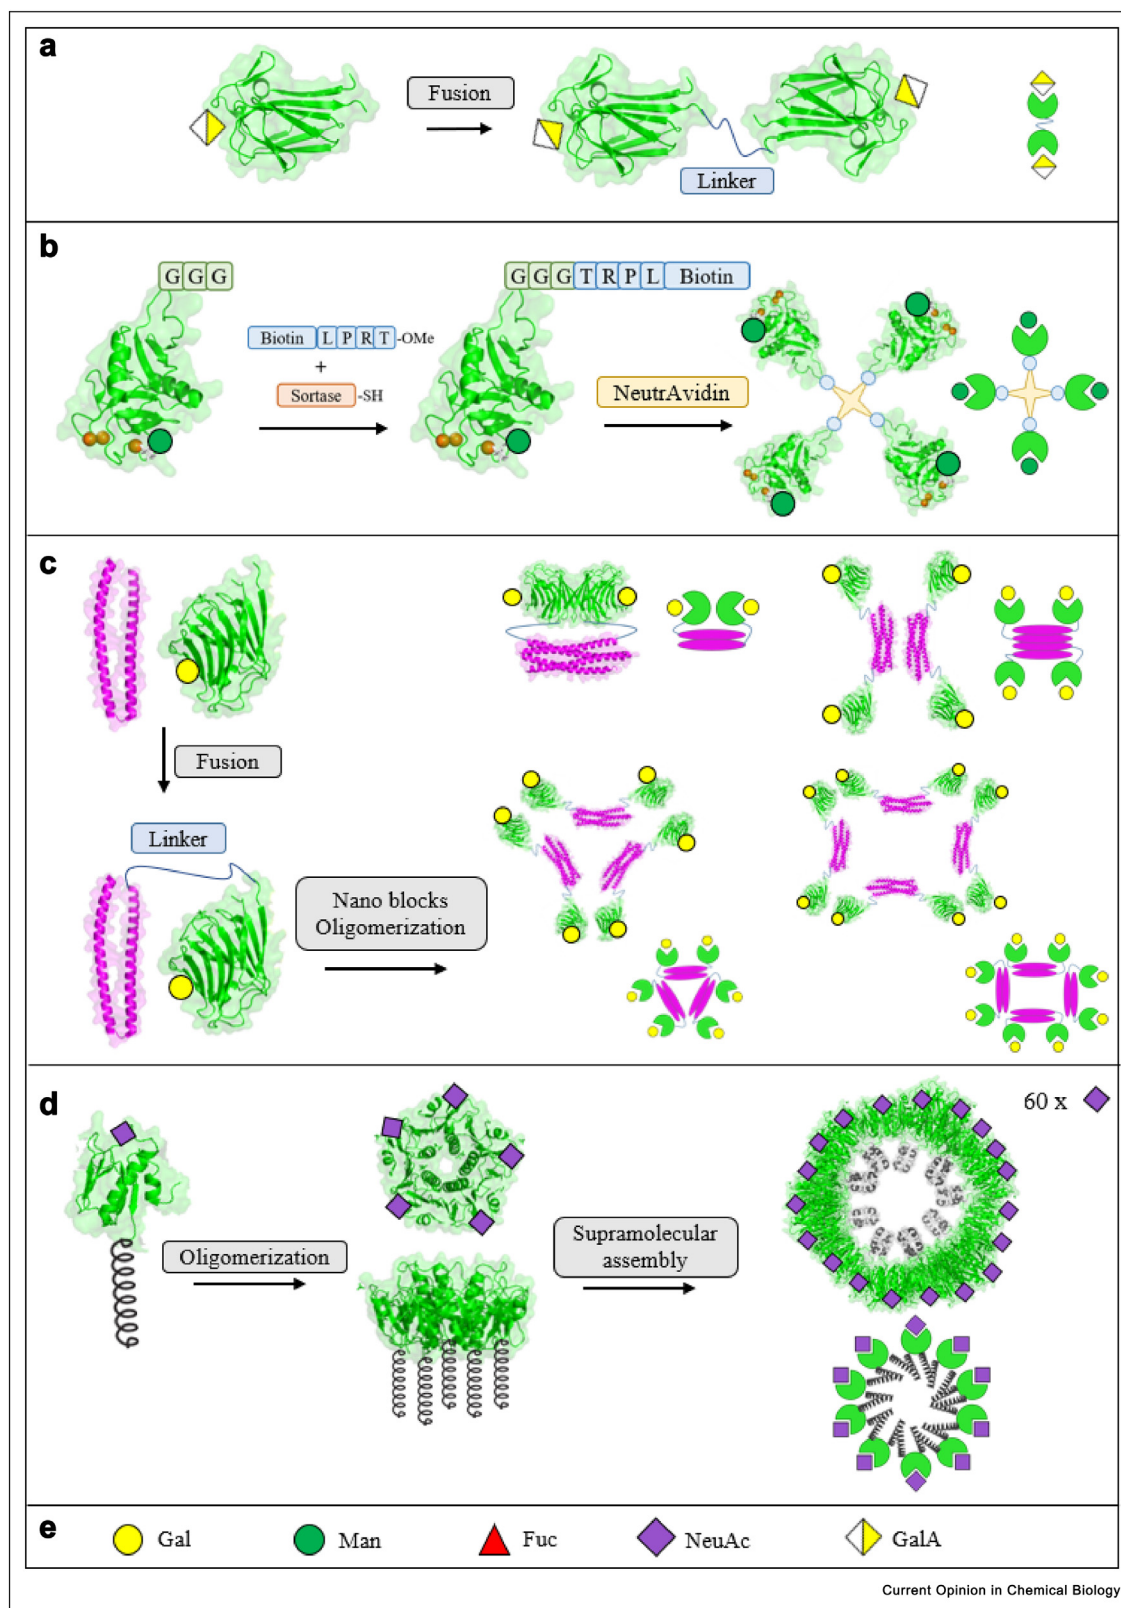 a
Fusion
Linker
b
G G G
Biotin L P R T -OMe
+
Sortase -SH
G G G T R P L Biotin
NeutrAvidin
c
Fusion
Linker
Nano blocks
Oligomerization
d
Oligomerization
Supramolecular
assembly
60 x
e
Gal
Man
Fuc
NeuAc
GalA
Current Opinion in Chemical Biology